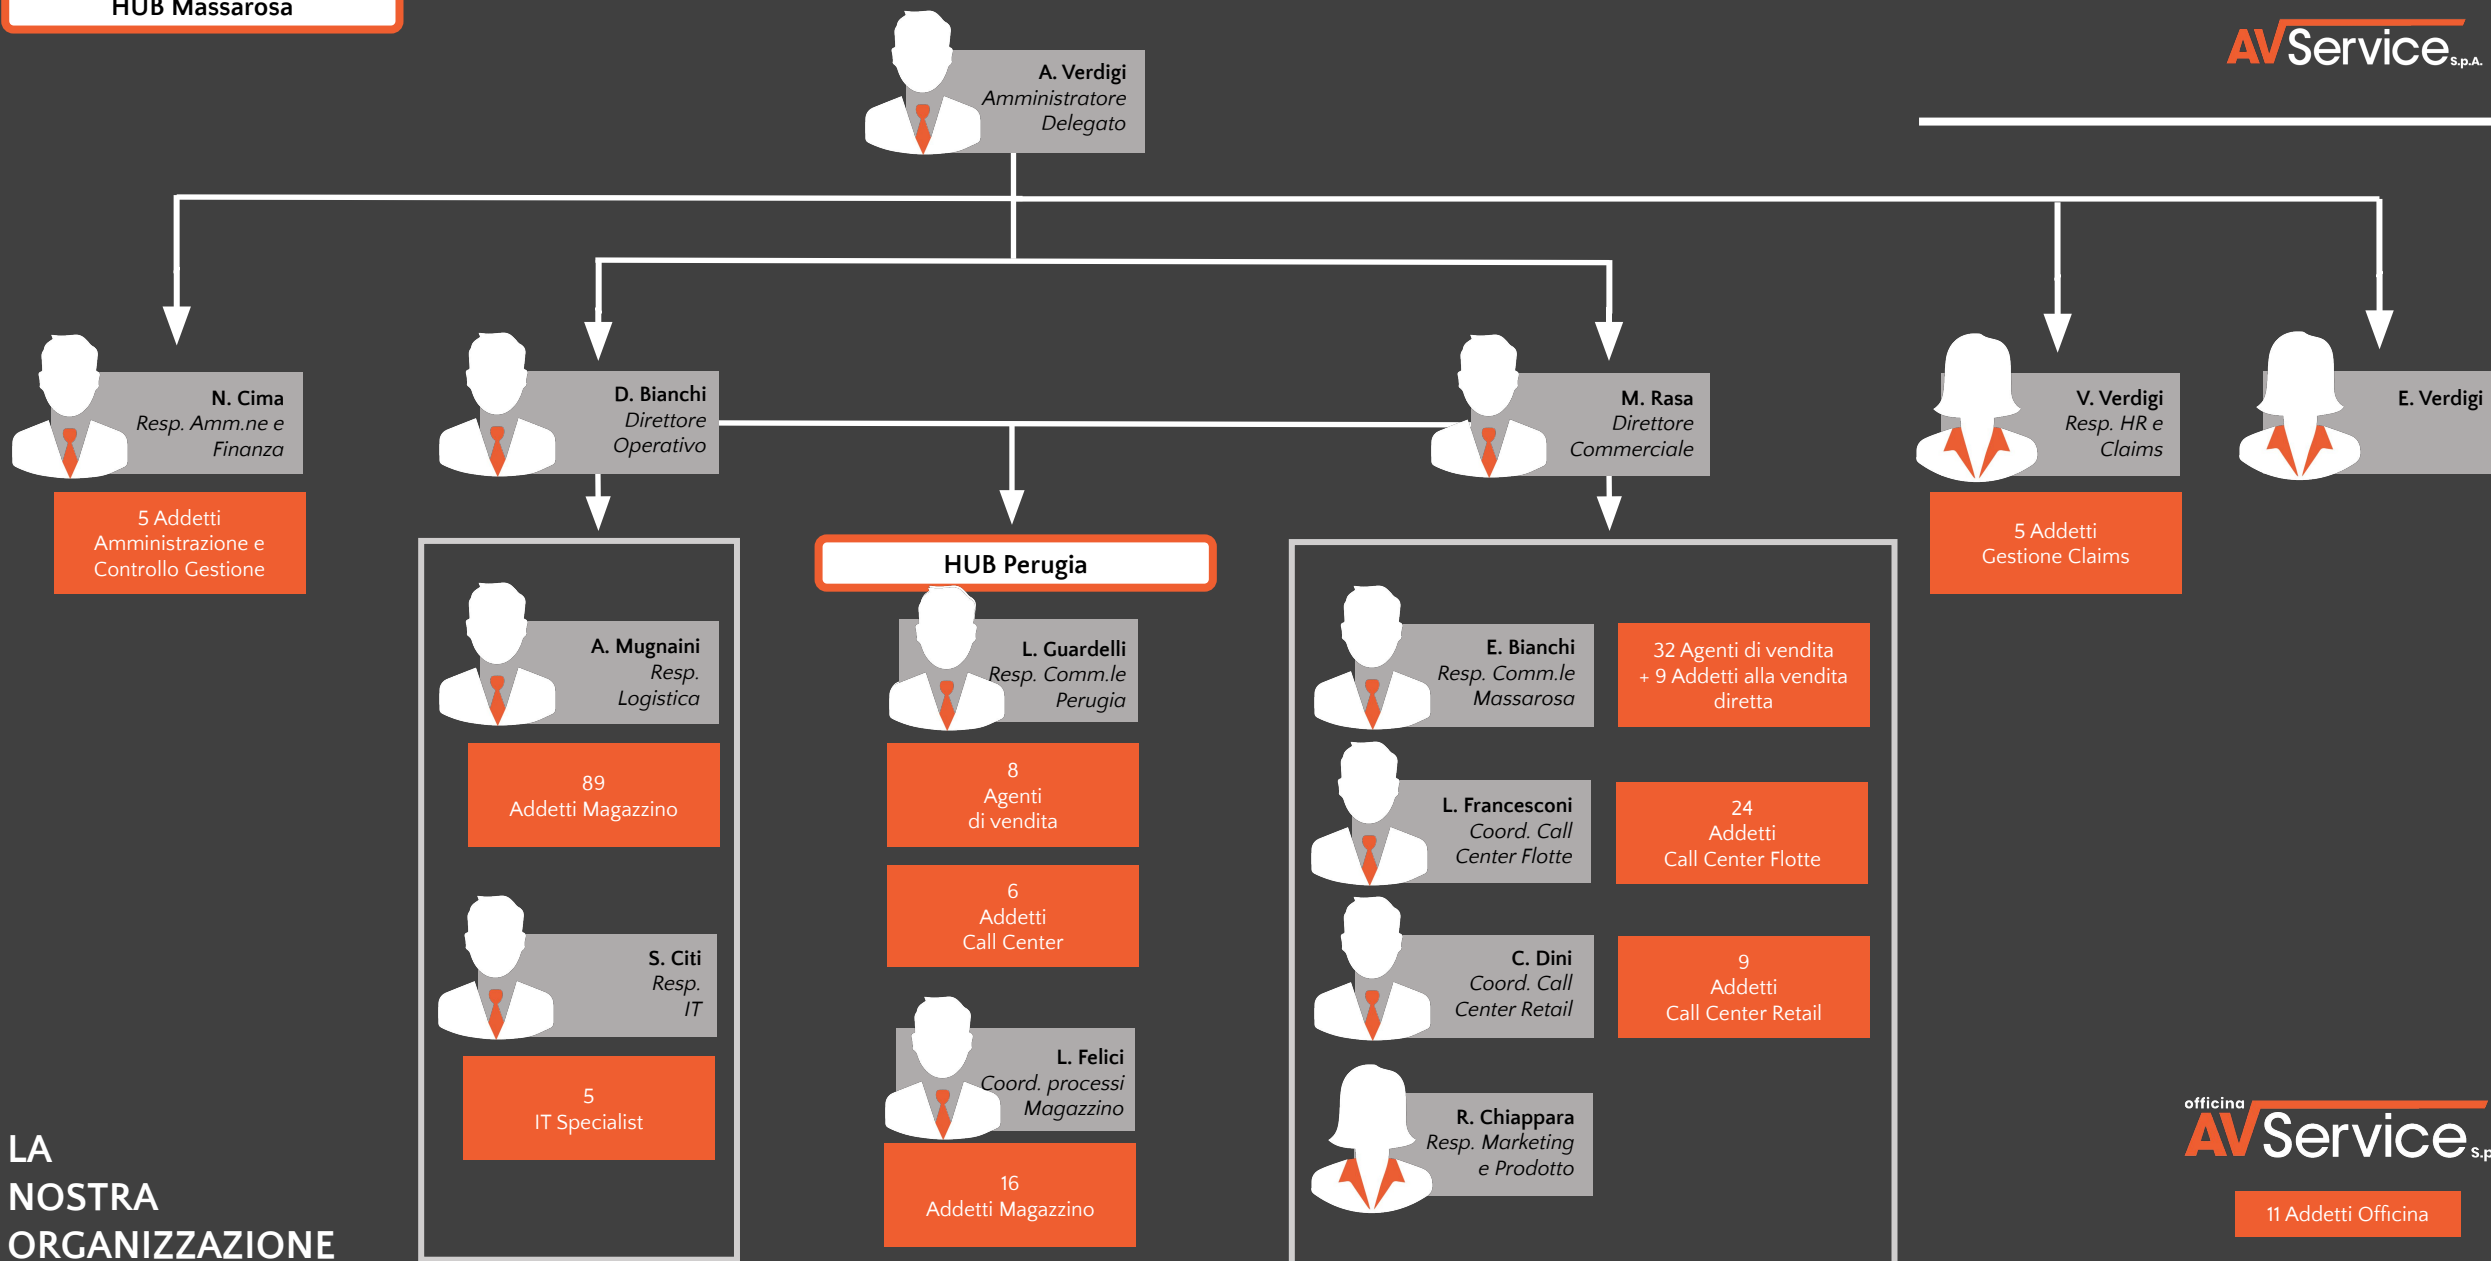 HUB Massarosa
AV Service S.p.A.
A. Verdigi
Amministratore
Delegato
N. Cima
Resp. Amm.ne e
Finanza
5 Addetti
Amministrazione e
Controllo Gestione
D. Bianchi
Direttore
Operativo
M. Rasa
Direttore
Commerciale
V. Verdigi
Resp. HR e
Claims
5 Addetti
Gestione Claims
E. Verdigi
A. Mugnaini
Resp.
Logistica
89
Addetti Magazzino
S. Citi
Resp.
IT
5
IT Specialist
HUB Perugia
L. Guardelli
Resp. Comm.le
Perugia
8
Agenti
di vendita
6
Addetti
Call Center
L. Felici
Coord. processi
Magazzino
16
Addetti Magazzino
E. Bianchi
Resp. Comm.le
Massarosa
32 Agenti di vendita
+ 9 Addetti alla vendita
diretta
L. Francesconi
Coord. Call
Center Flotte
24
Addetti
Call Center Flotte
C. Dini
Coord. Call
Center Retail
9
Addetti
Call Center Retail
R. Chiappara
Resp. Marketing
e Prodotto
officina
AV Service S.p
11 Addetti Officina
LA
NOSTRA
ORGANIZZAZIONE